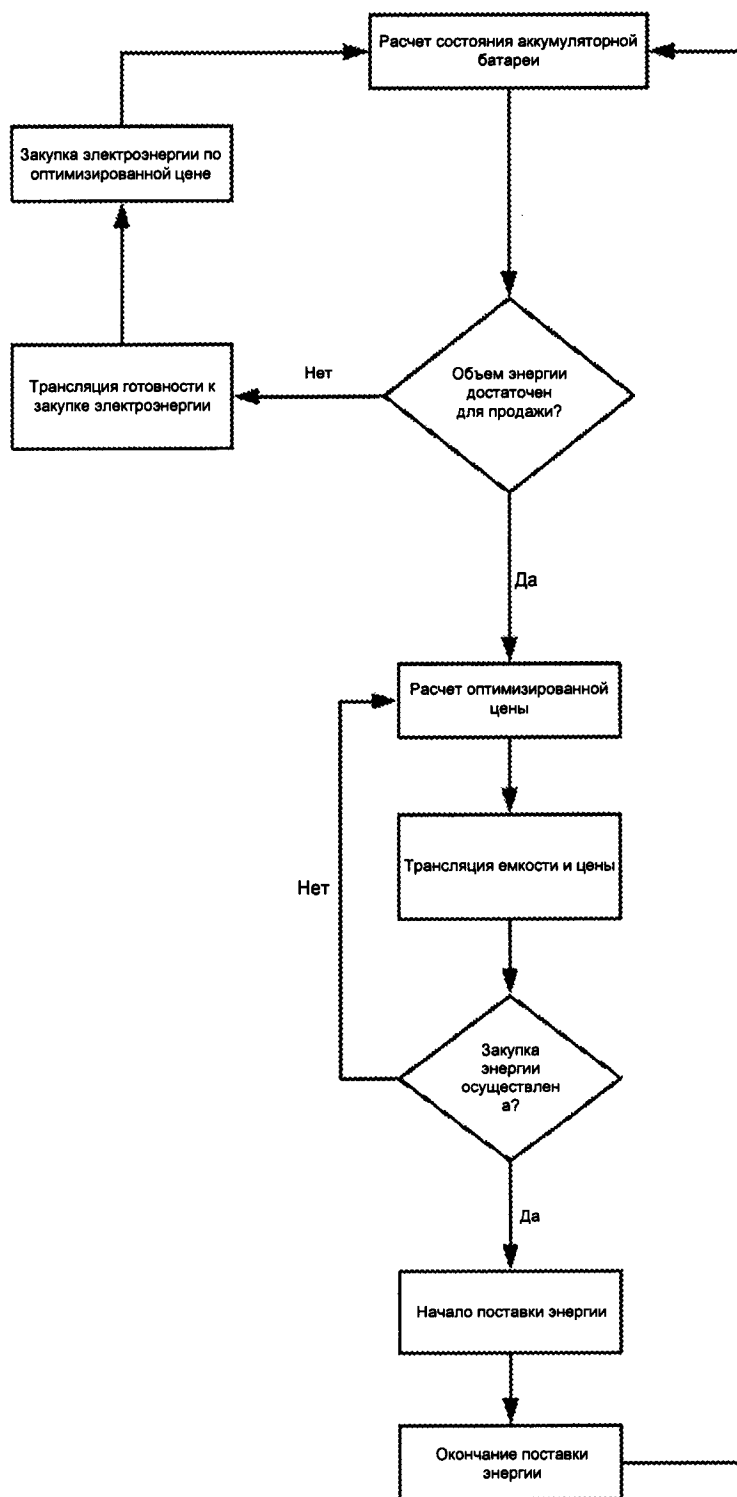 Расчет состояния аккумуляторной
батареи
Закупка электроэнергии по
оптимизированной цене
Трансляция готовности к
закупке электроэнергии
Нет
Объем энергии
достаточен
для продажи?
Да
Расчет оптимизированной
цены
Трансляция емкости и цены
Нет
Закупка
энергии
осуществлен
а?
Да
Начало поставки энергии
Окончание поставки
энергии